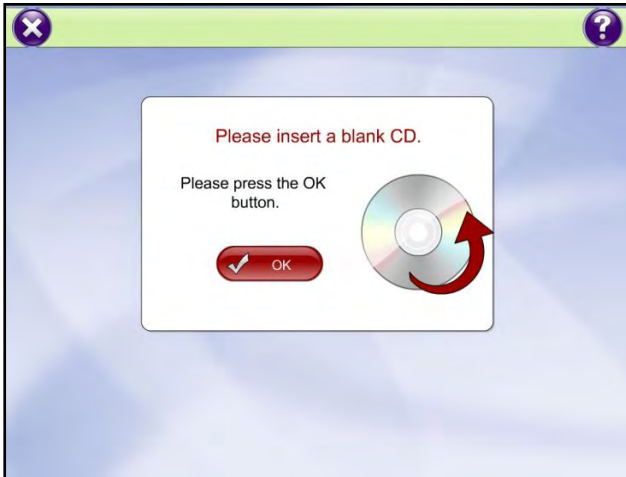 ?
Please insert a blank CD.
Please press the OK
button.
OK